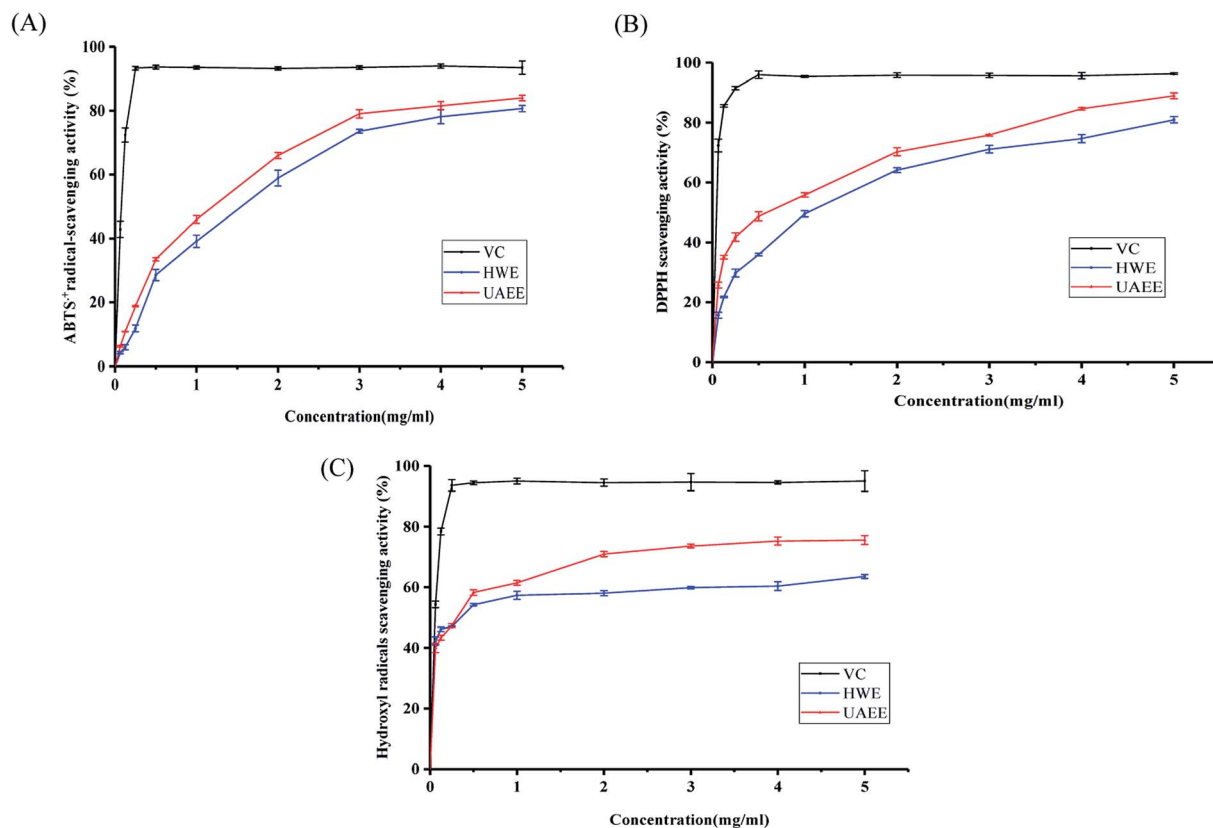 (A)
ABTS⁺radical-scavenging activity (%)
100
80
60
40
20
0
0 1 2 3 4 5
Concentration(mg/ml)
VC
HWE
UAEE
(B)
DPPH scavenging activity (%)
100
80
60
40
20
0
0 1 2 3 4 5
Concentration(mg/ml)
VC
HWE
UAEE
(C)
Hydroxyl radicals scavenging activity (%)
100
80
60
40
20
0
0 1 2 3 4 5
Concentration(mg/ml)
VC
HWE
UAEE